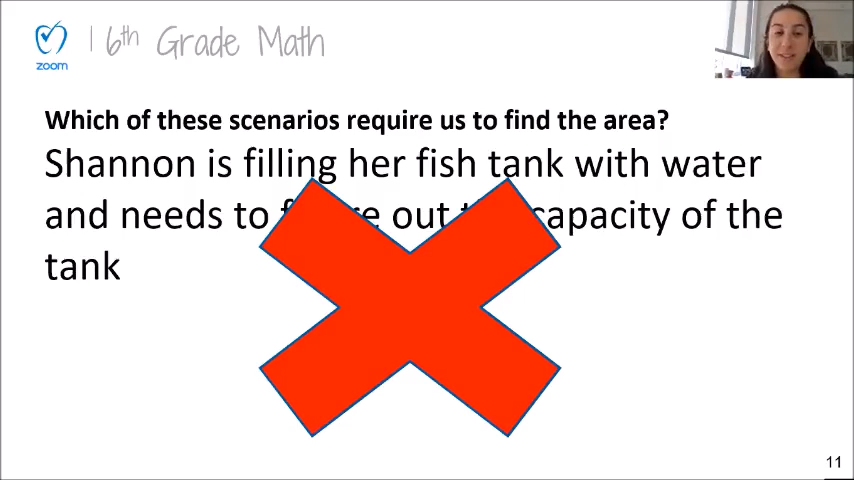 zoom
6th Grade Math
Which of these scenarios require us to find the area?
Shannon is filling her fish tank with water
and needs to out capacity of the
tank
11